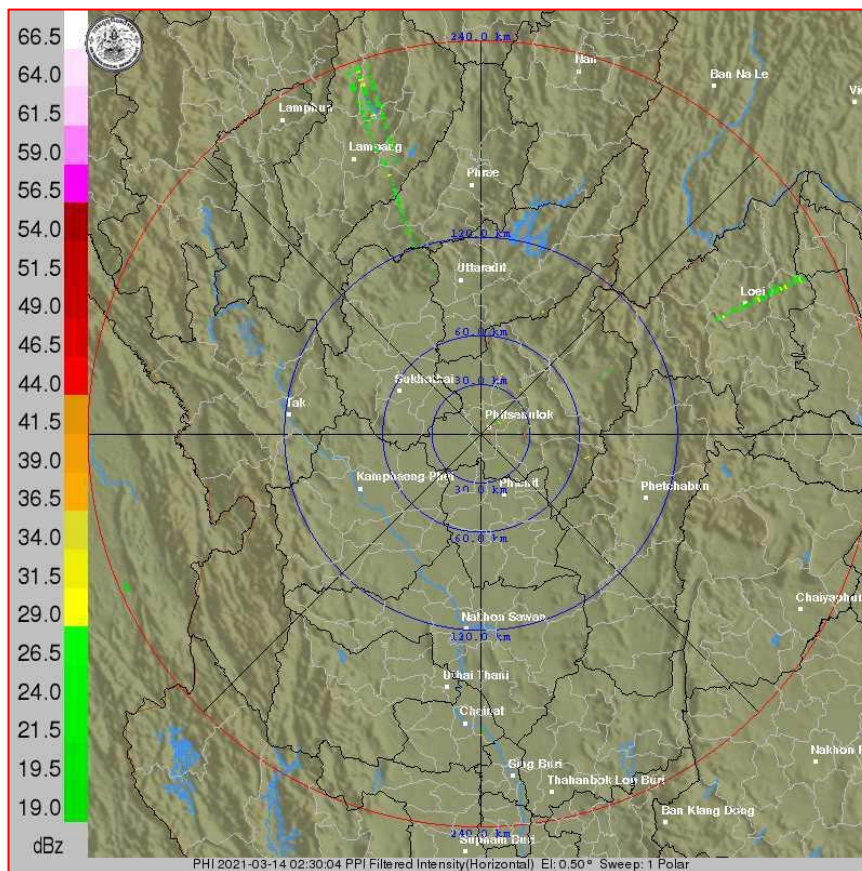 66.5
64.0
61.5
59.0
56.5
54.0
51.5
49.0
46.5
44.0
41.5
39.0
36.5
34.0
31.5
29.0
26.5
24.0
21.5
19.5
19.0
dBz
240.0 km
Nan
Ban Na Le
Lamphun
Lampang
Phrae
120.0 km
Uttaradit
Loei
60.0 km
30.0 km
Sukhothai
Tak
Phitsanulok
Kamphaeng Phet
Phichit
30.0 km
Phetchabun
60.0 km
Chaiyaphum
Nakhon Sawan
120.0 km
Uthai Thani
Chainat
Sing Buri
Nakhon
Thahanbok Lop Buri
Ban Klang Dong
240.0 km
Suphan Buri
PHI 2021-03-14 02:30:04 PPI Filtered Intensity(Horizontal) El: 0.50° Sweep: 1 Polar